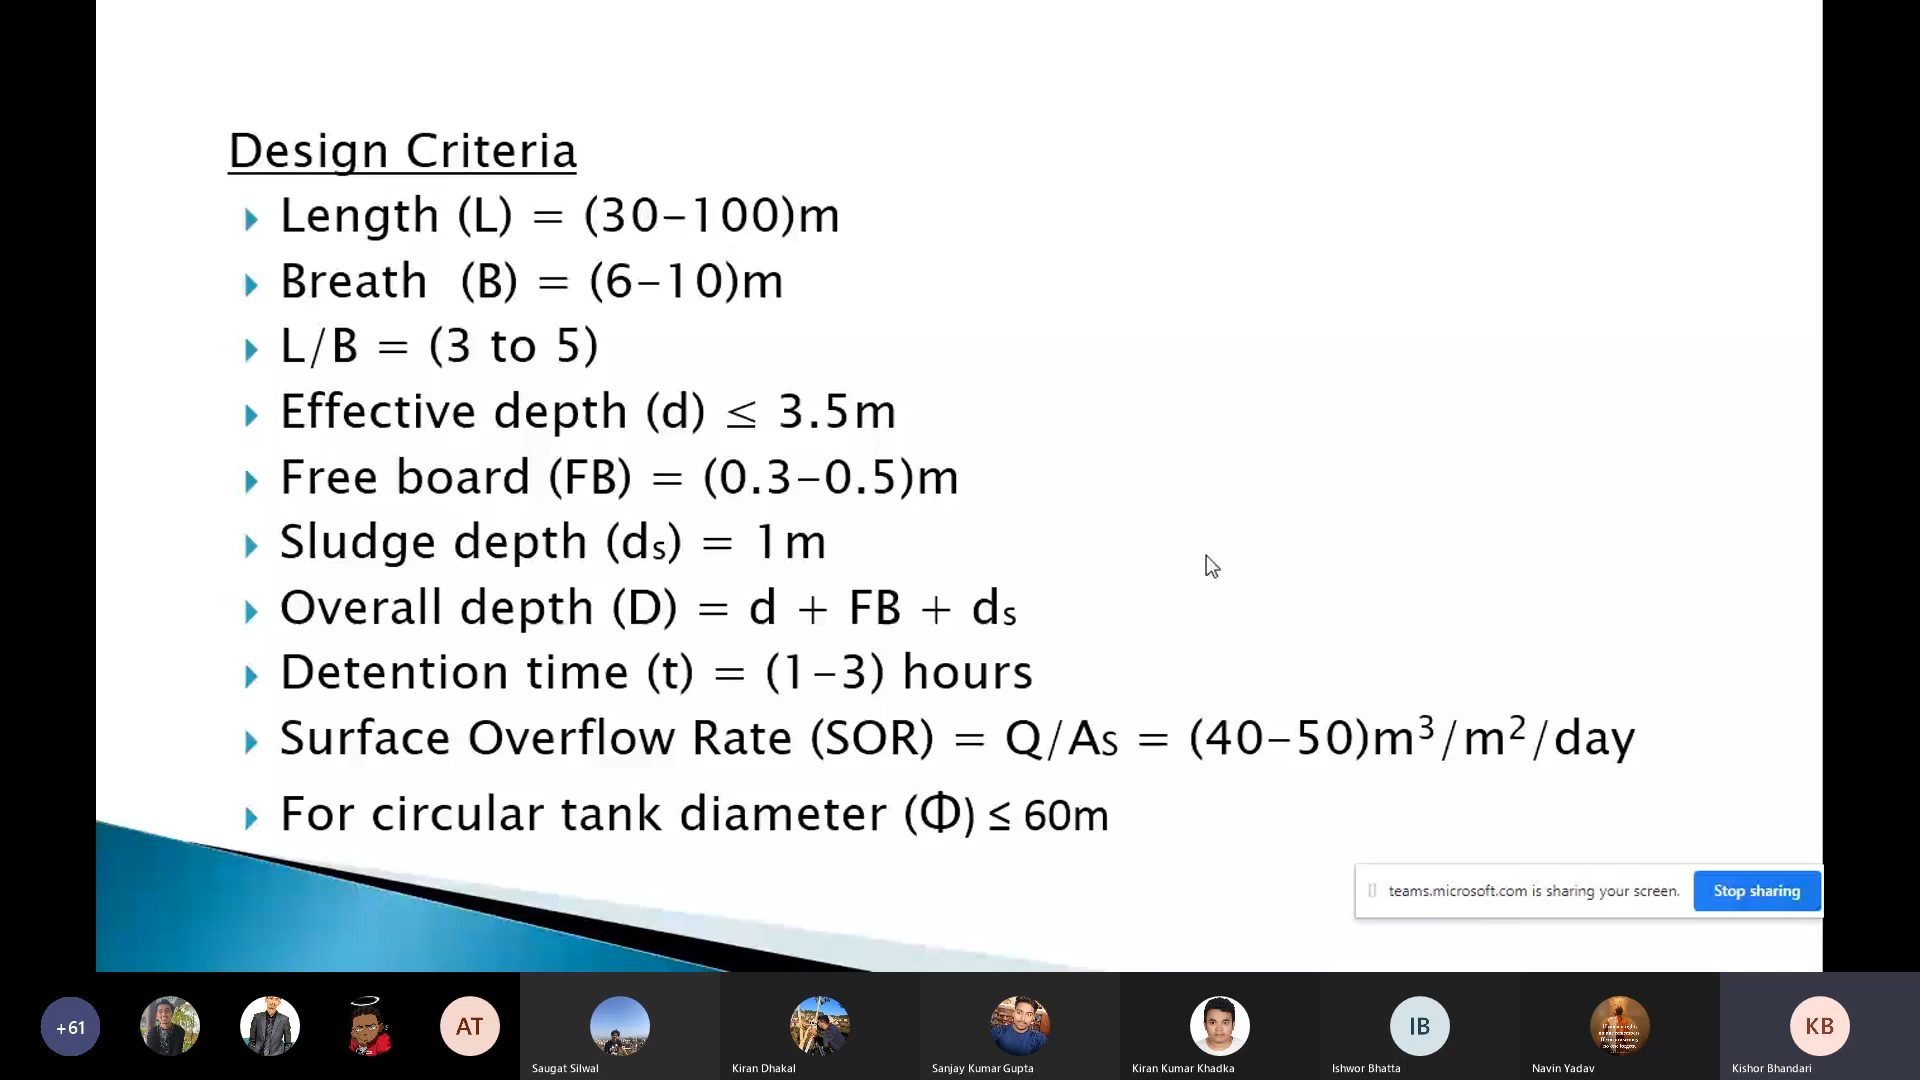 Design Criteria
Length (L) = (30-100)m
Breath (B) = (6-10)m
L/B = (3 to 5)
Effective depth (d) ≤ 3.5m
Free board (FB) = (0.3-0.5)m
Sludge depth (ds) = 1m
Overall depth (D) = d + FB + ds
Detention time (t) = (1-3) hours
Surface Overflow Rate (SOR) = Q/As = (40-50)m³/m²/day
For circular tank diameter (Φ) ≤ 60m
teams.microsoft.com is sharing your screen. Stop sharing
+61 AT IB KB
Saugat Silwal Kiran Dhakal Sanjay Kumar Gupta Kiran Kumar Khadka Ishwor Bhatta Navin Yadav Kishor Bhandari